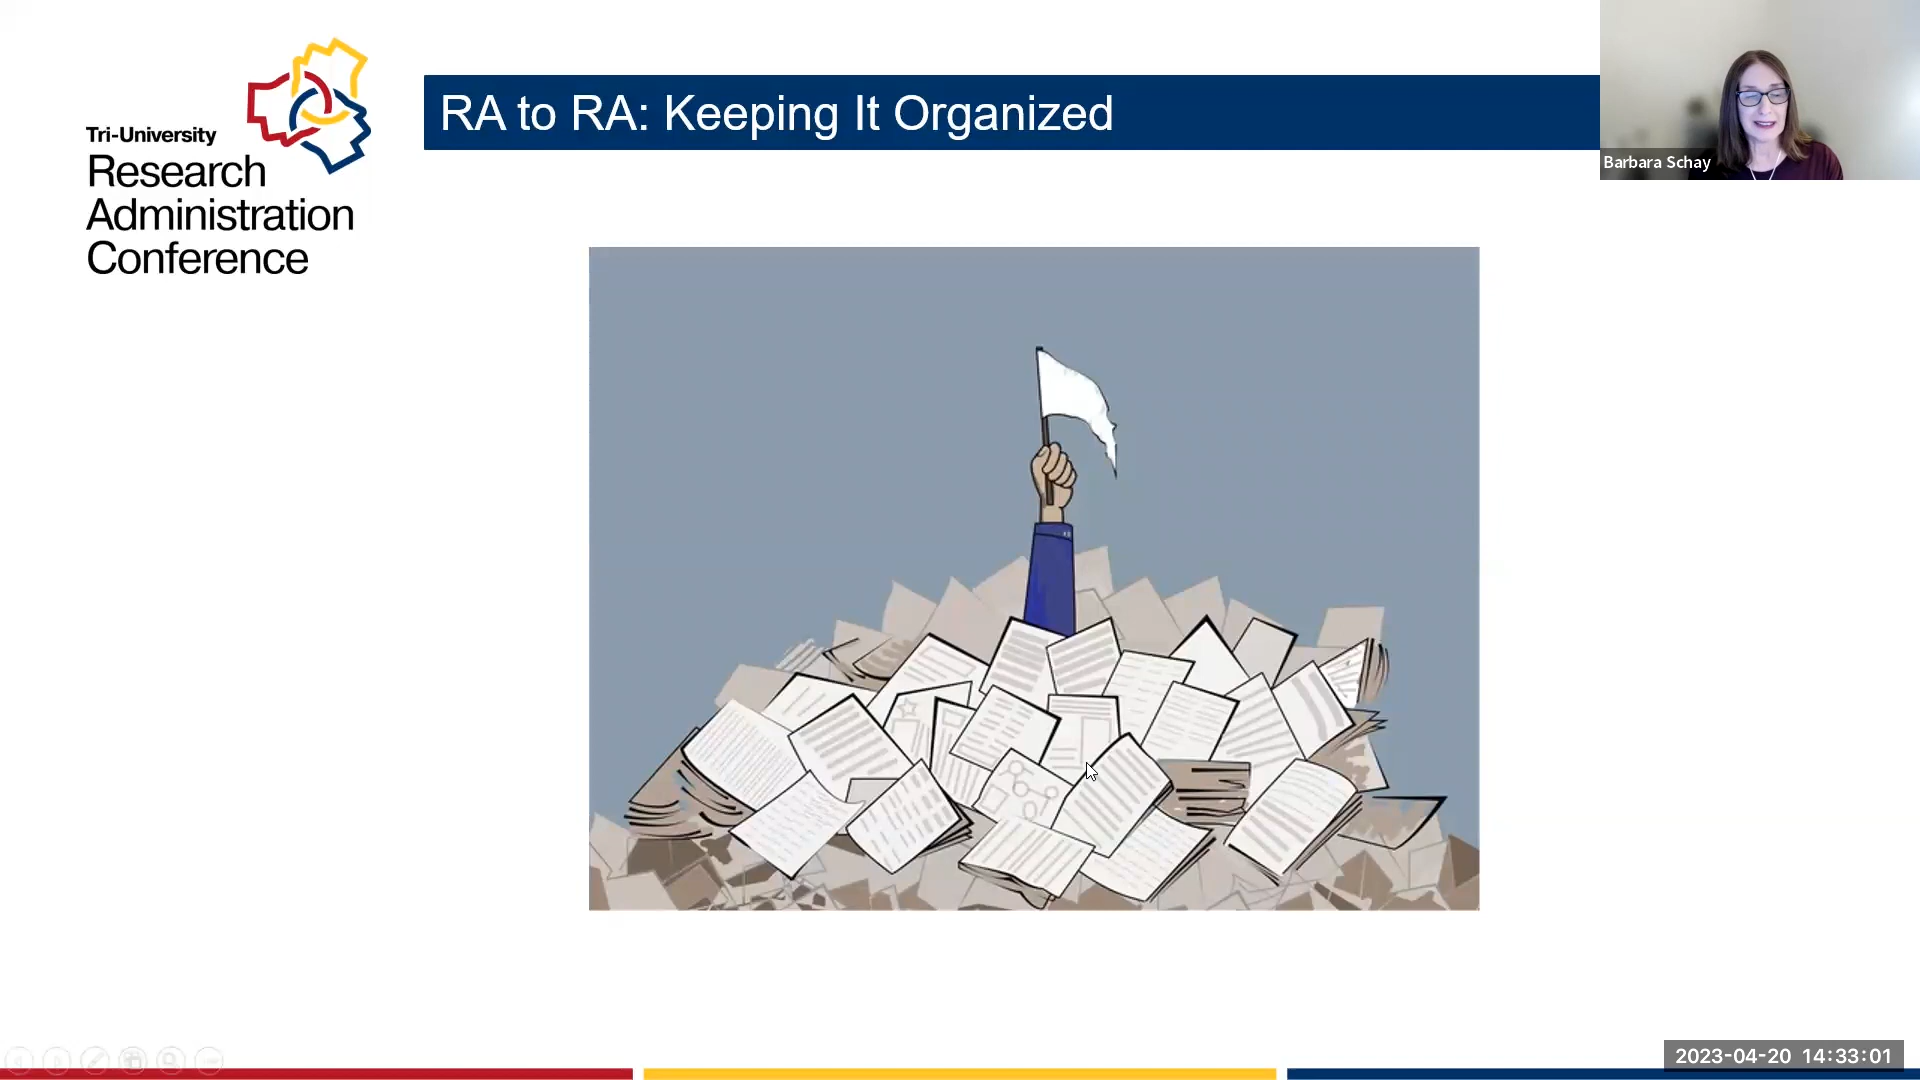 RA to RA: Keeping It Organized
Tri-University
Research
Administration
Conference
Barbara Schay
2023-04-20 14:33:01